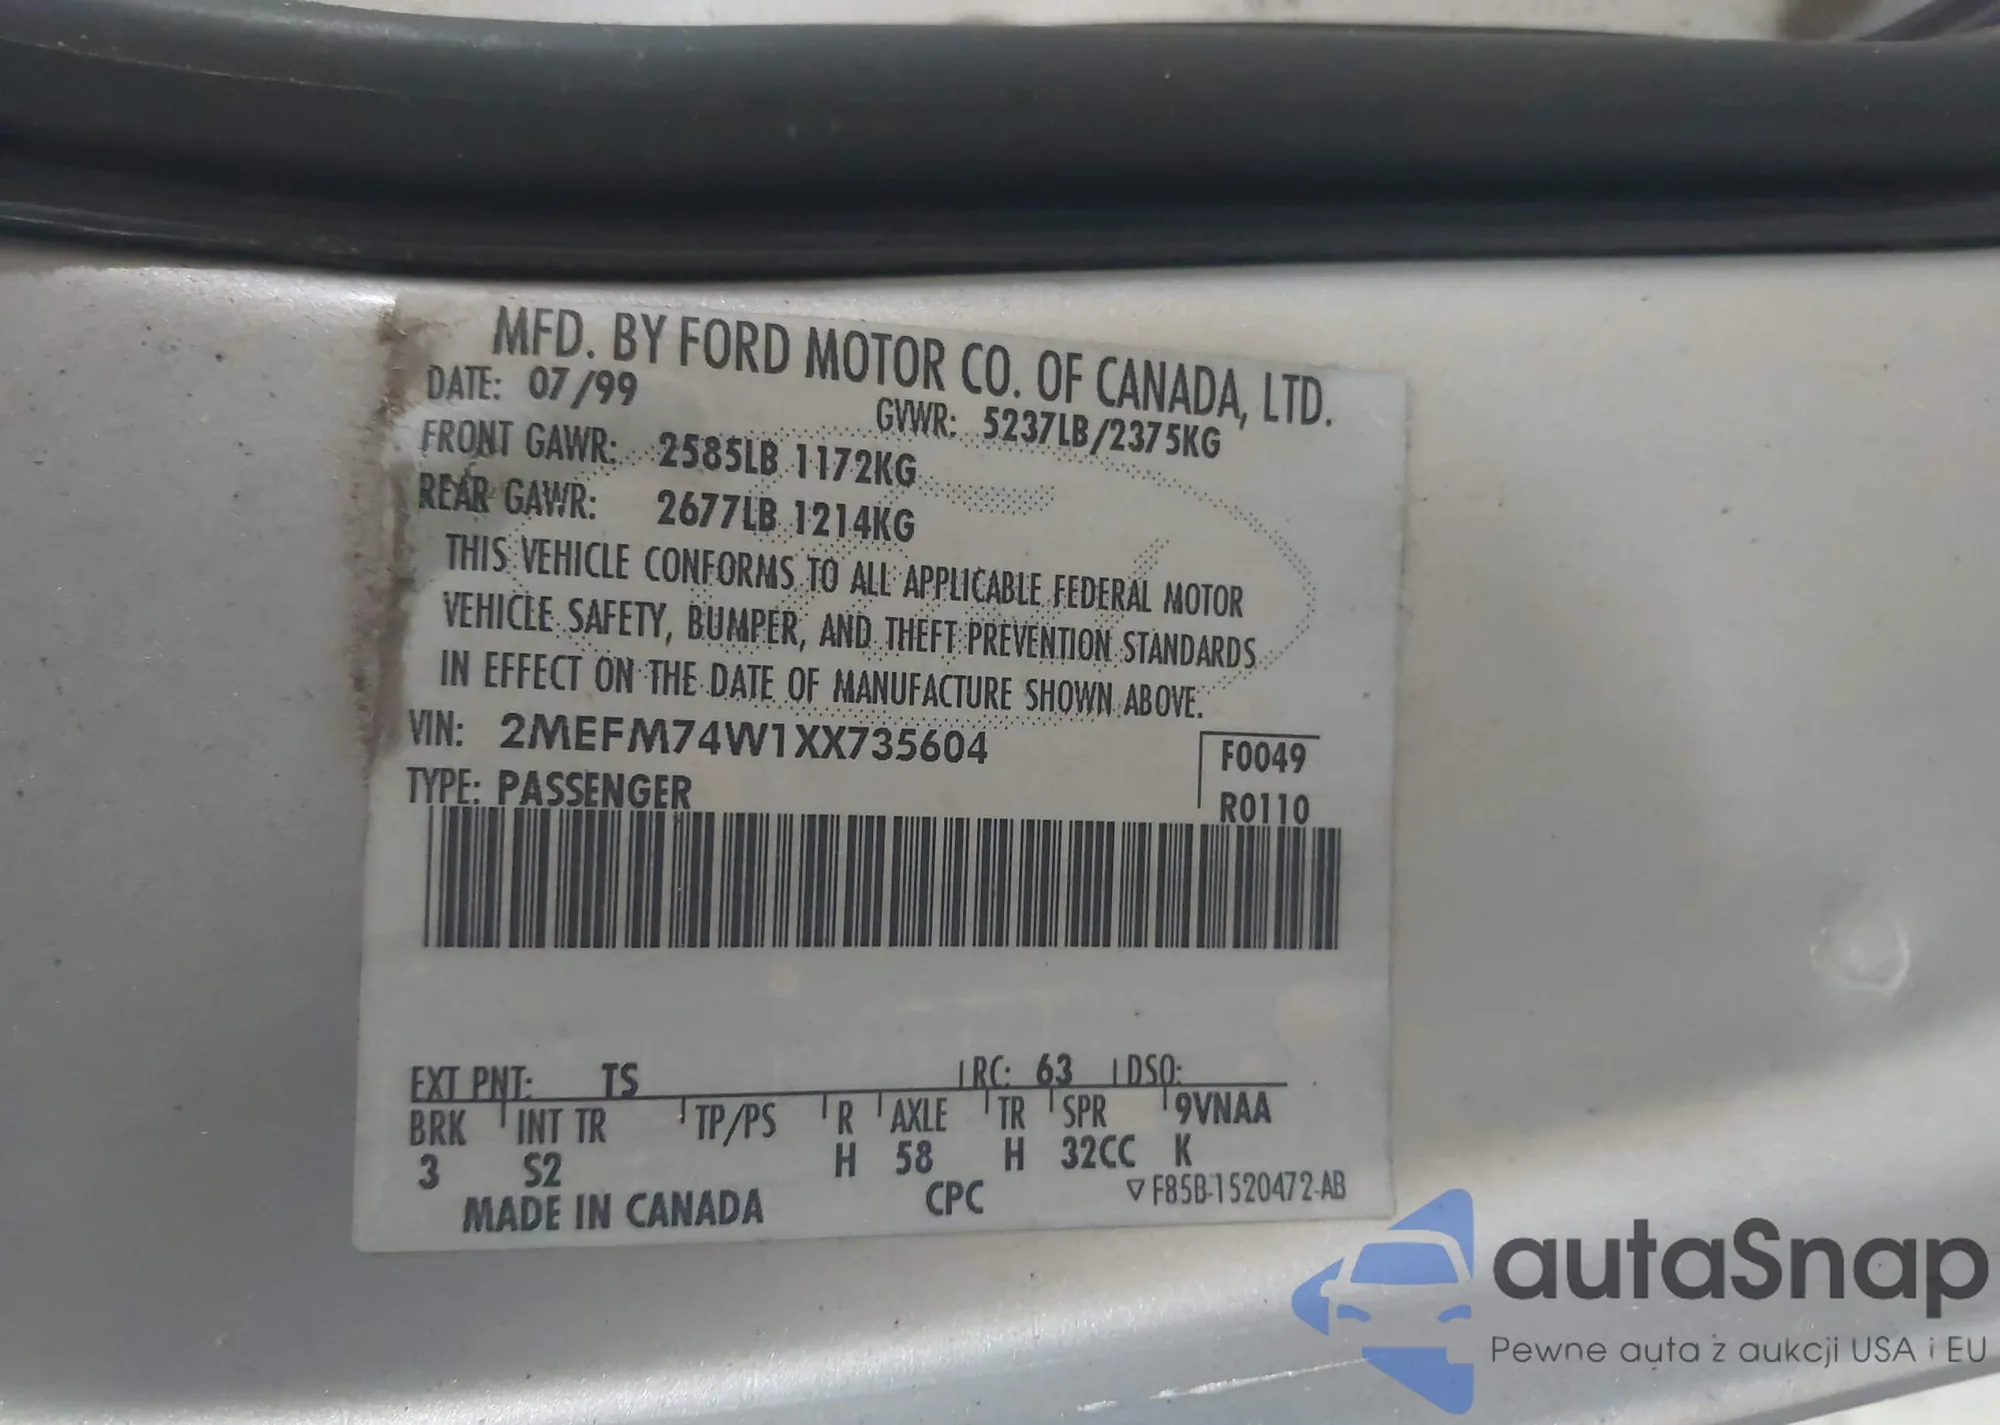 MFD. BY FORD MOTOR CO. OF CANADA, LTD.
DATE: 07/99 GVWR: 5237LB/2375KG
FRONT GAWR: 2585LB 1172KG
REAR GAWR: 2677LB 1214KG
THIS VEHICLE CONFORMS TO ALL APPLICABLE FEDERAL MOTOR
VEHICLE SAFETY, BUMPER, AND THEFT PREVENTION STANDARDS
IN EFFECT ON THE DATE OF MANUFACTURE SHOWN ABOVE.
VIN: 2MEFM74W1XX735604 F0049
TYPE: PASSENGER R0110
EXT PNT: TS RC: 63 DSO:
BRK INT TR TP/PS R AXLE TR SPR 9VNAA
3 S2 H 58 H 32CC K
MADE IN CANADA CPC ▽ F85B-1520472-AB
autaSnap
Pewne auta z aukcji USA i EU